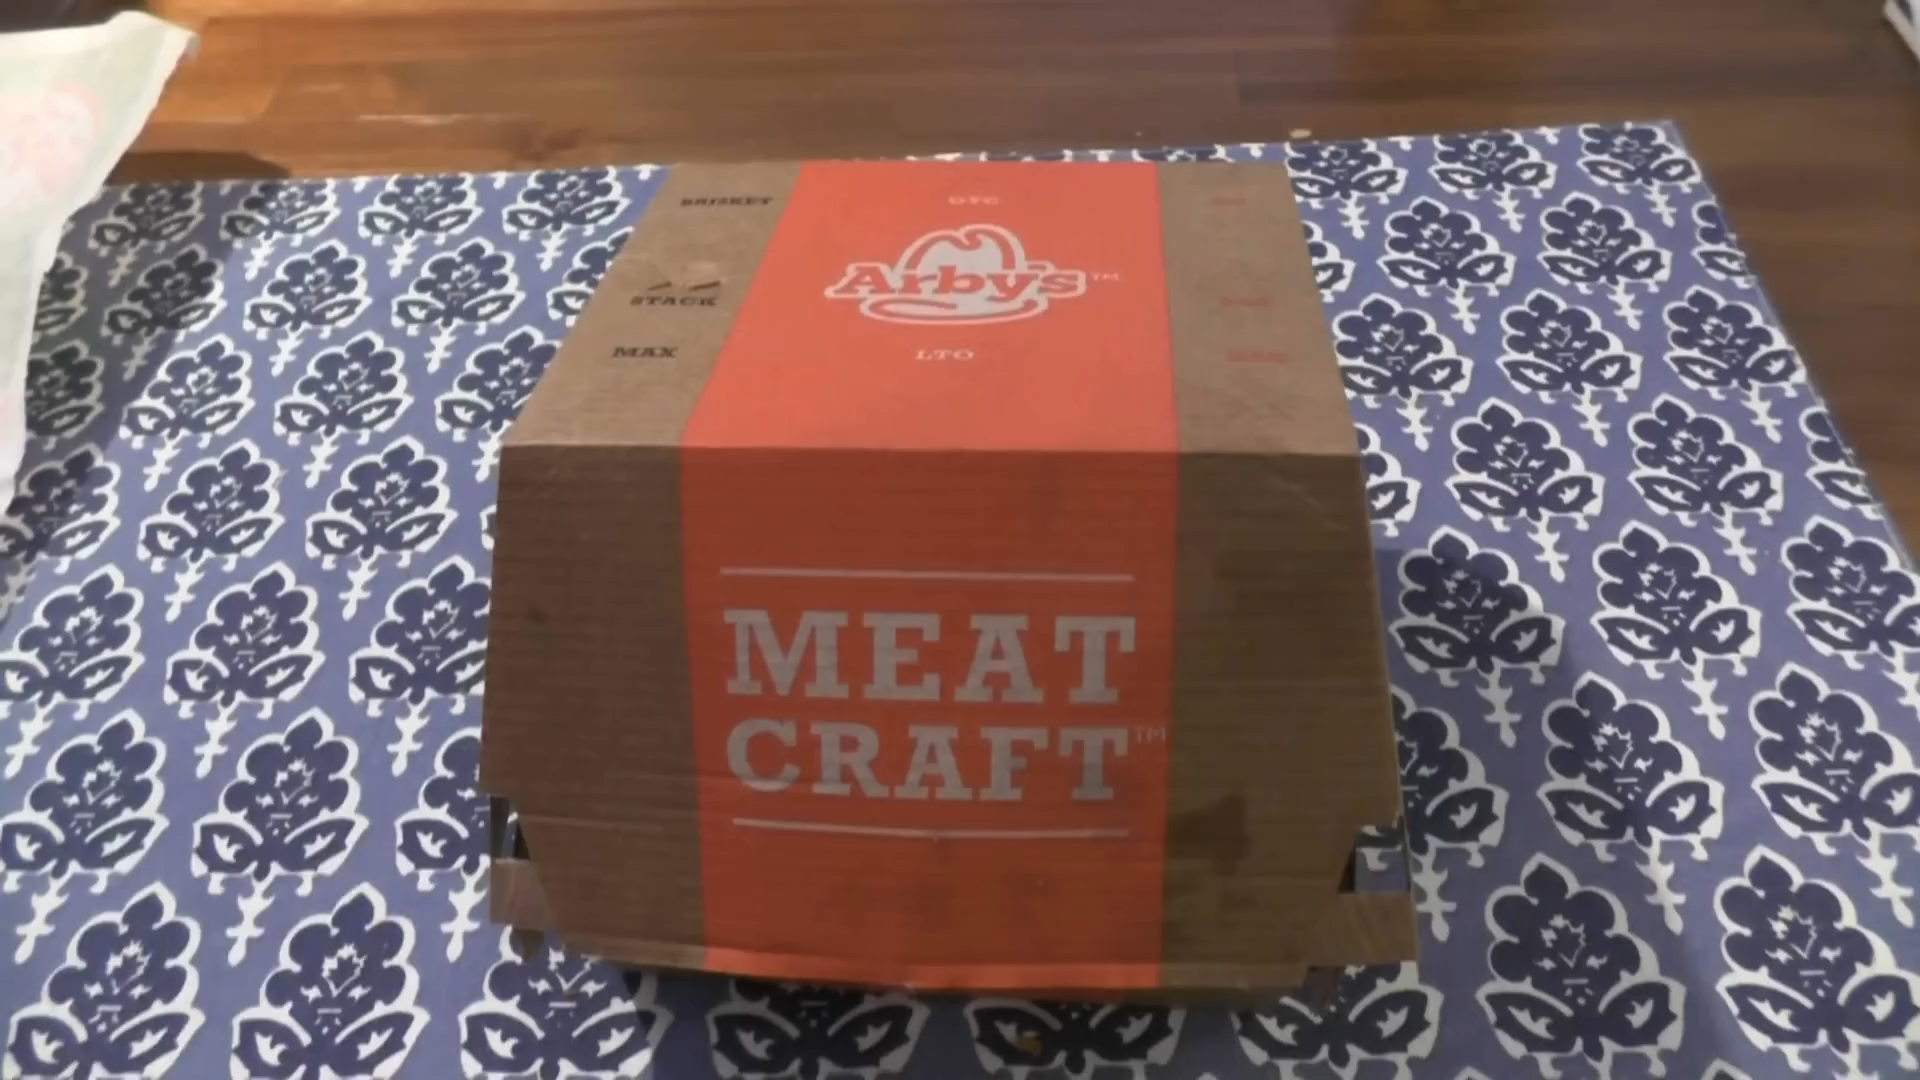 BRISKET
OTC
Arby's™
STACK
MAX
LTO
MEAT
CRAFT™